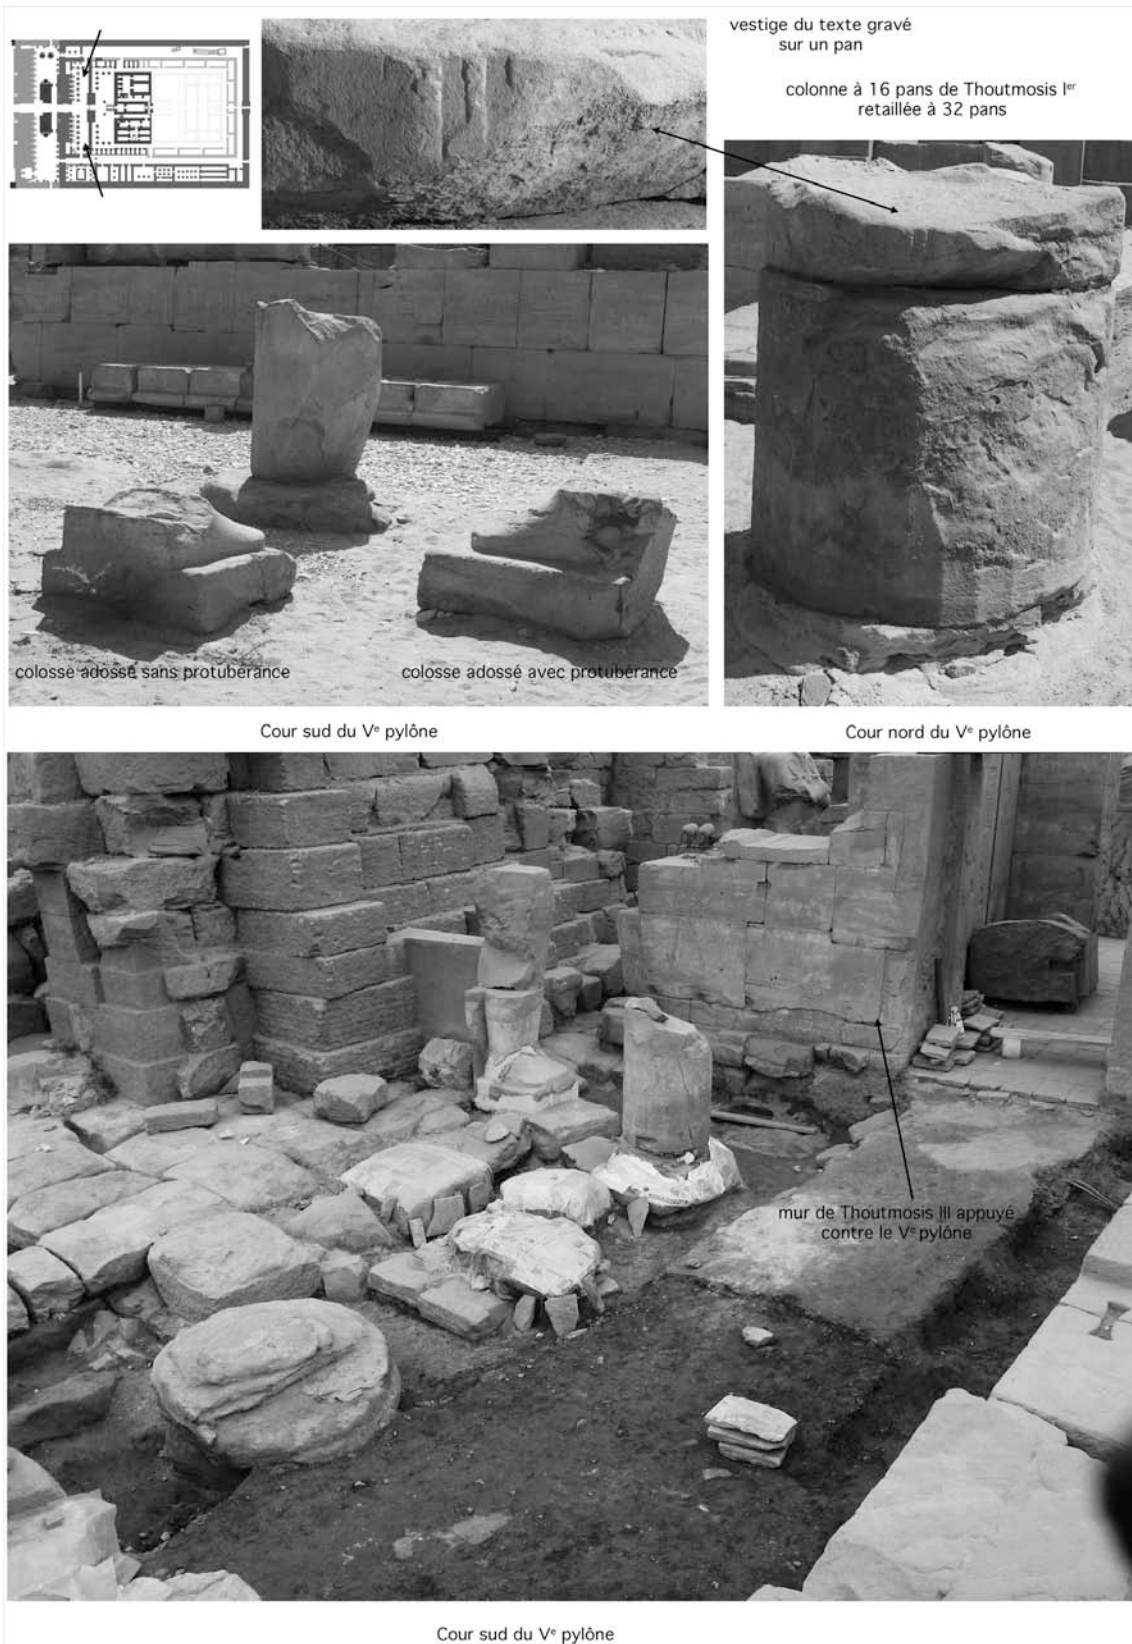 vestige du texte gravé
sur un pan
colonne à 16 pans de Thoutmosis Ier
retaillée à 32 pans
colosse adossé sans protubérance
colosse adossé avec protubérance
Cour sud du Ve pylône
Cour nord du Ve pylône
mur de Thoutmosis III appuyé
contre le Ve pylône
Cour sud du Ve pylône